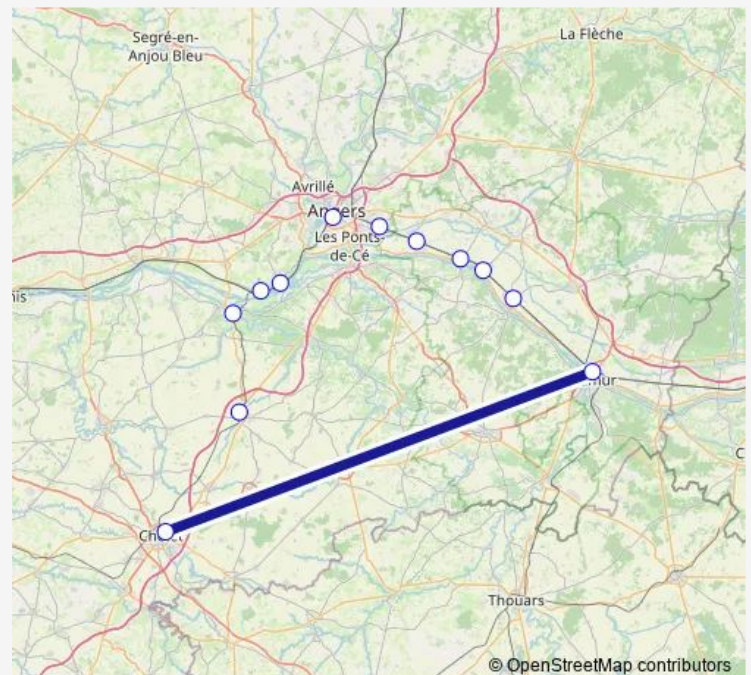 Segré-en-
Anjou Bleu
La Flèche
Avrillé
Les Ponts-
de-Cé
Thouars
© OpenStreetMap contributors